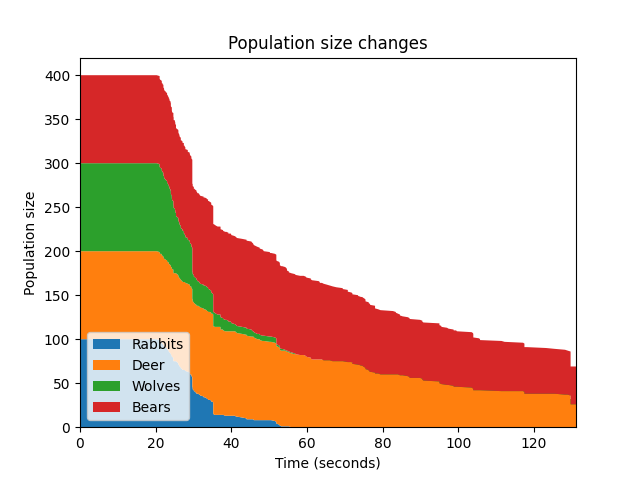 Population size changes
Population size
400
350
300
250
200
150
100
50
0
Rabbits
Deer
Wolves
Bears
0 20 40 60 80 100 120
Time (seconds)